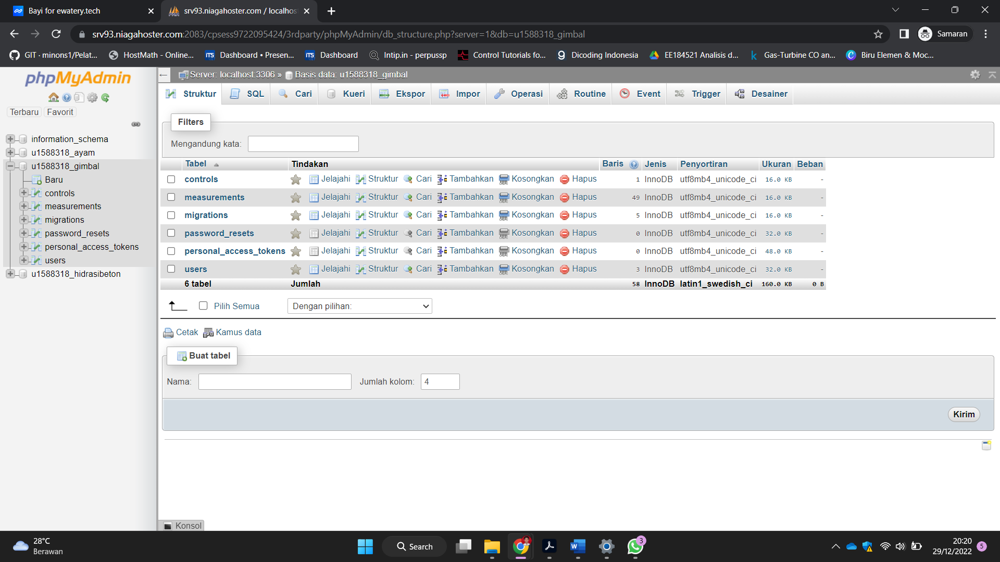 Bayi for ewatery.tech
srv93.niagahoster.com / localhos
srv93.niagahoster.com:2083/cpsess9722095424/3rdparty/phpMyAdmin/db_structure.php?server=1&db=u1588318_gimbal
Samaran
GIT · minons1/Pelat...
HostMath - Online...
ITS Dashboard • Presen...
ITS Dashboard
Intip.in - perpussp
Control Tutorials fo...
Dicoding Indonesia
EE184521 Analisis d...
Gas-Turbine CO an...
Biru Elemen & Moc...
phpMyAdmin
Terbaru Favorit
information_schema
u1588318_ayam
u1588318_gimbal
Baru
controls
measurements
migrations
password_resets
personal_access_tokens
users
u1588318_hidrasibeton
Server: localhost:3306 » Basis data: u1588318_gimbal
Struktur SQL Cari Kueri Ekspor Impor Operasi Routine Event Trigger Desainer
Filters
Mengandung kata:
Tabel Tindakan Baris Jenis Penyortiran Ukuran Beban
controls Jelajahi Struktur Cari Tambahkan Kosongkan Hapus 1 InnoDB utf8mb4_unicode_ci 16.0 KB -
measurements Jelajahi Struktur Cari Tambahkan Kosongkan Hapus 49 InnoDB utf8mb4_unicode_ci 16.0 KB -
migrations Jelajahi Struktur Cari Tambahkan Kosongkan Hapus 5 InnoDB utf8mb4_unicode_ci 16.0 KB -
password_resets Jelajahi Struktur Cari Tambahkan Kosongkan Hapus 0 InnoDB utf8mb4_unicode_ci 32.0 KB -
personal_access_tokens Jelajahi Struktur Cari Tambahkan Kosongkan Hapus 0 InnoDB utf8mb4_unicode_ci 48.0 KB -
users Jelajahi Struktur Cari Tambahkan Kosongkan Hapus 3 InnoDB utf8mb4_unicode_ci 32.0 KB -
6 tabel Jumlah 58 InnoDB latin1_swedish_ci 160.0 KB 0 B
Pilih Semua Dengan pilihan:
Cetak Kamus data
Buat tabel
Nama: Jumlah kolom: 4
Kirim
Konsol
28°C
Berawan
Search
3
20:20
29/12/2022
5